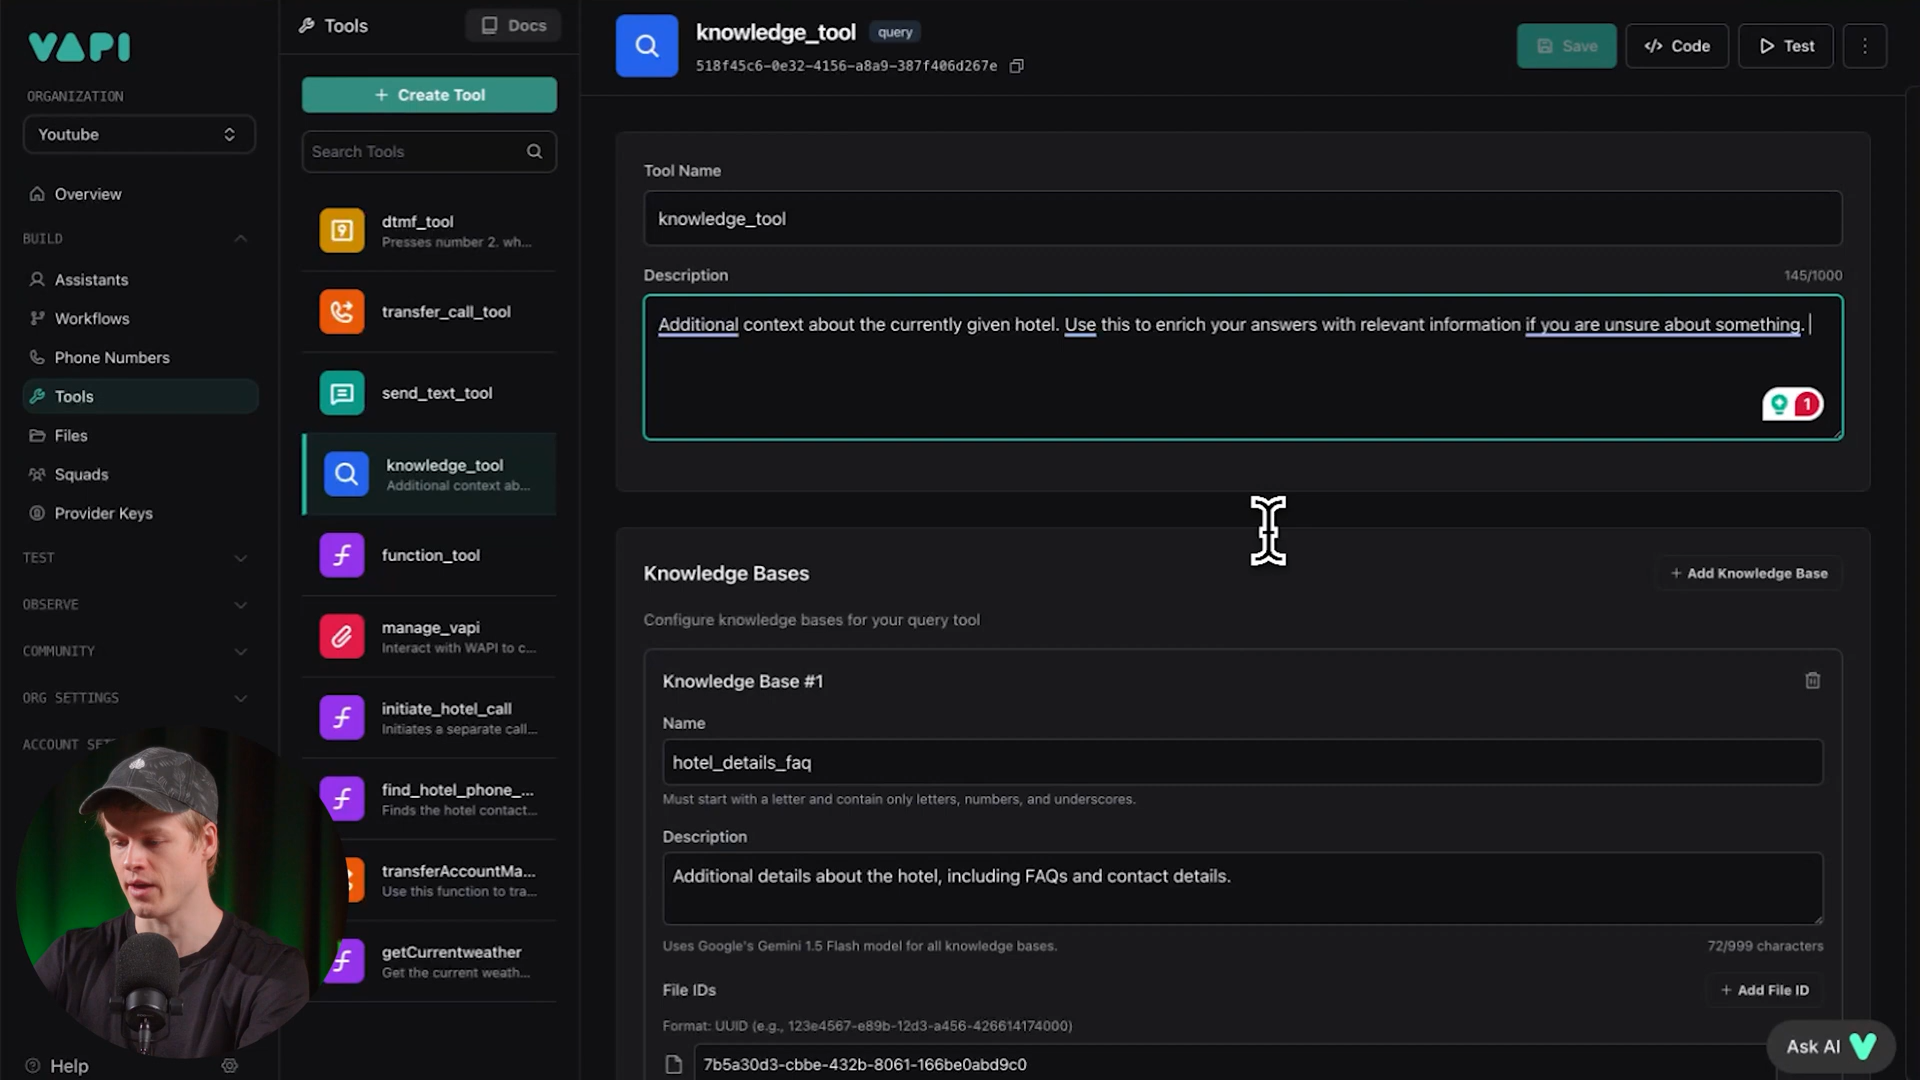 VAPI
ORGANIZATION
Youtube
Overview
BUILD
Assistants
Workflows
Phone Numbers
Tools
Files
Squads
Provider Keys
TEST
OBSERVE
COMMUNITY
ORG SETTINGS
ACCOUNT
Help
Tools
Docs
+ Create Tool
Search Tools
dtmf_tool
Presses number 2. wh...
transfer_call_tool
send_text_tool
knowledge_tool
Additional context ab...
function_tool
manage_vapi
Interact with WAPI to c...
initiate_hotel_call
Initiates a separate call...
find_hotel_phone_...
Finds the hotel contact...
transferAccountMa...
Use this function to tra...
getCurrentweather
Get the current weath...
knowledge_tool
query
518f45c6-0e32-4156-a8a9-387f406d267e
Save
</> Code
Test
Tool Name
knowledge_tool
Description
145/1000
Additional context about the currently given hotel. Use this to enrich your answers with relevant information if you are unsure about something.
1
Knowledge Bases
+ Add Knowledge Base
Configure knowledge bases for your query tool
Knowledge Base #1
Name
hotel_details_faq
Must start with a letter and contain only letters, numbers, and underscores.
Description
Additional details about the hotel, including FAQs and contact details.
Uses Google's Gemini 1.5 Flash model for all knowledge bases.
72/999 characters
File IDs
+ Add File ID
Format: UUID (e.g., 123e4567-e89b-12d3-a456-426614174000)
7b5a30d3-cbbe-432b-8061-166be0abd9c0
Ask AI